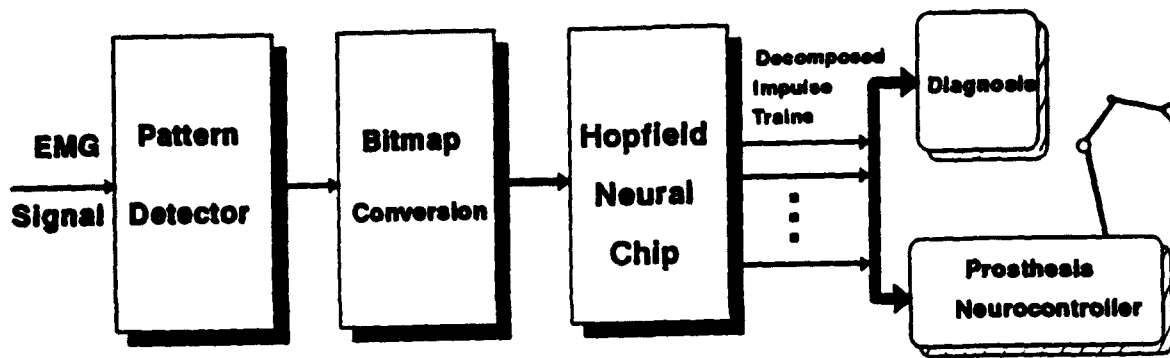 EMG
Signal
Pattern
Detector
Bitmap
Conversion
Hopfield
Neural
Chip
Decomposed
Impulse
Trains
Diagnosis
Prosthesis
Neurocontroller